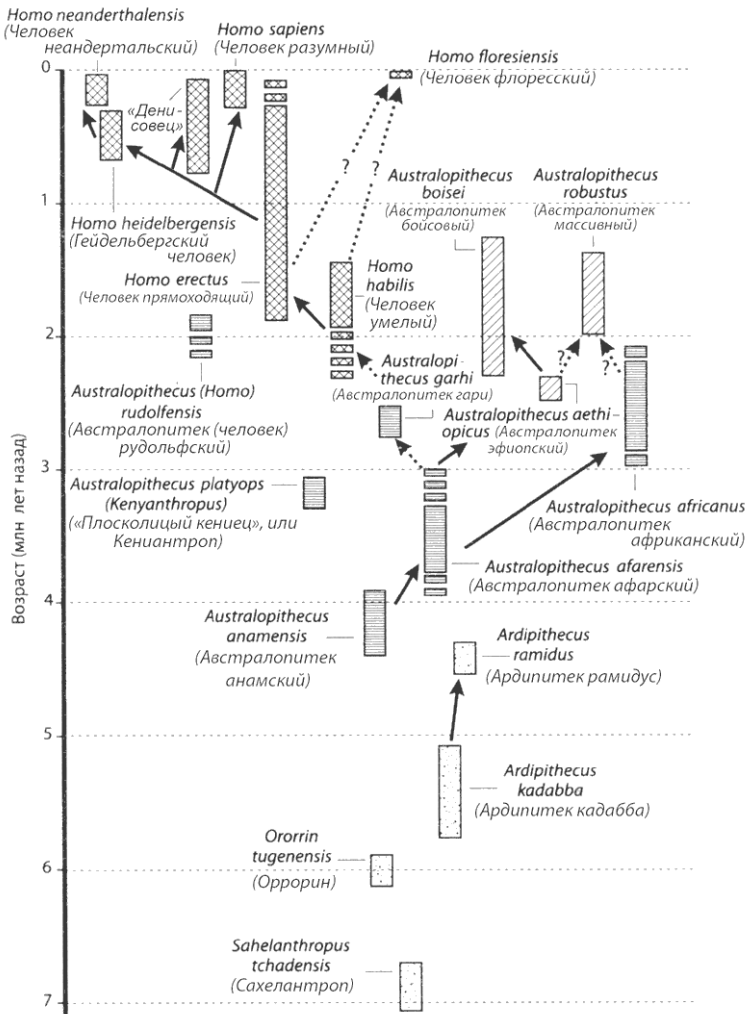 Homo neanderthalensis
(Человек
неандертальский)
Homo sapiens
(Человек разумный)
Homo floresiensis
(Человек флоресский)
0
«Дени-
совец»
?
?
Australopithecus
boisei
(Австралопитек
бойсовый)
Australopithecus
robustus
(Австралопитек
массивный)
1
Homo heidelbergensis
(Гейдельбергский
человек)
Homo erectus
(Человек прямоходящий)
Homo
habilis
(Человек
умелый)
2
?
?
Australopithecus (Homo)
rudolfensis
(Австралопитек (человек)
рудольфский)
Australopi-
thecus garhi
(Австралопитек гари)
Australopithecus aethi-
opicus (Австралопитек
эфиопский)
3
Australopithecus platyops
(Kenyanthropus)
(«Плосколицый кениец», или
Кениантроп)
Australopithecus africanus
(Австралопитек
африканский)
Australopithecus afarensis
(Австралопитек афарский)
Возраст (млн лет назад)
4
Australopithecus
anamensis
(Австралопитек
анамский)
Ardipithecus
ramidus
(Ардипитек рамидус)
5
Ardipithecus
kadabba
(Ардипитек кадабба)
Ororrin
tugenensis
(Оррорин)
6
Sahelanthropus
tchadensis
(Сахелантроп)
7